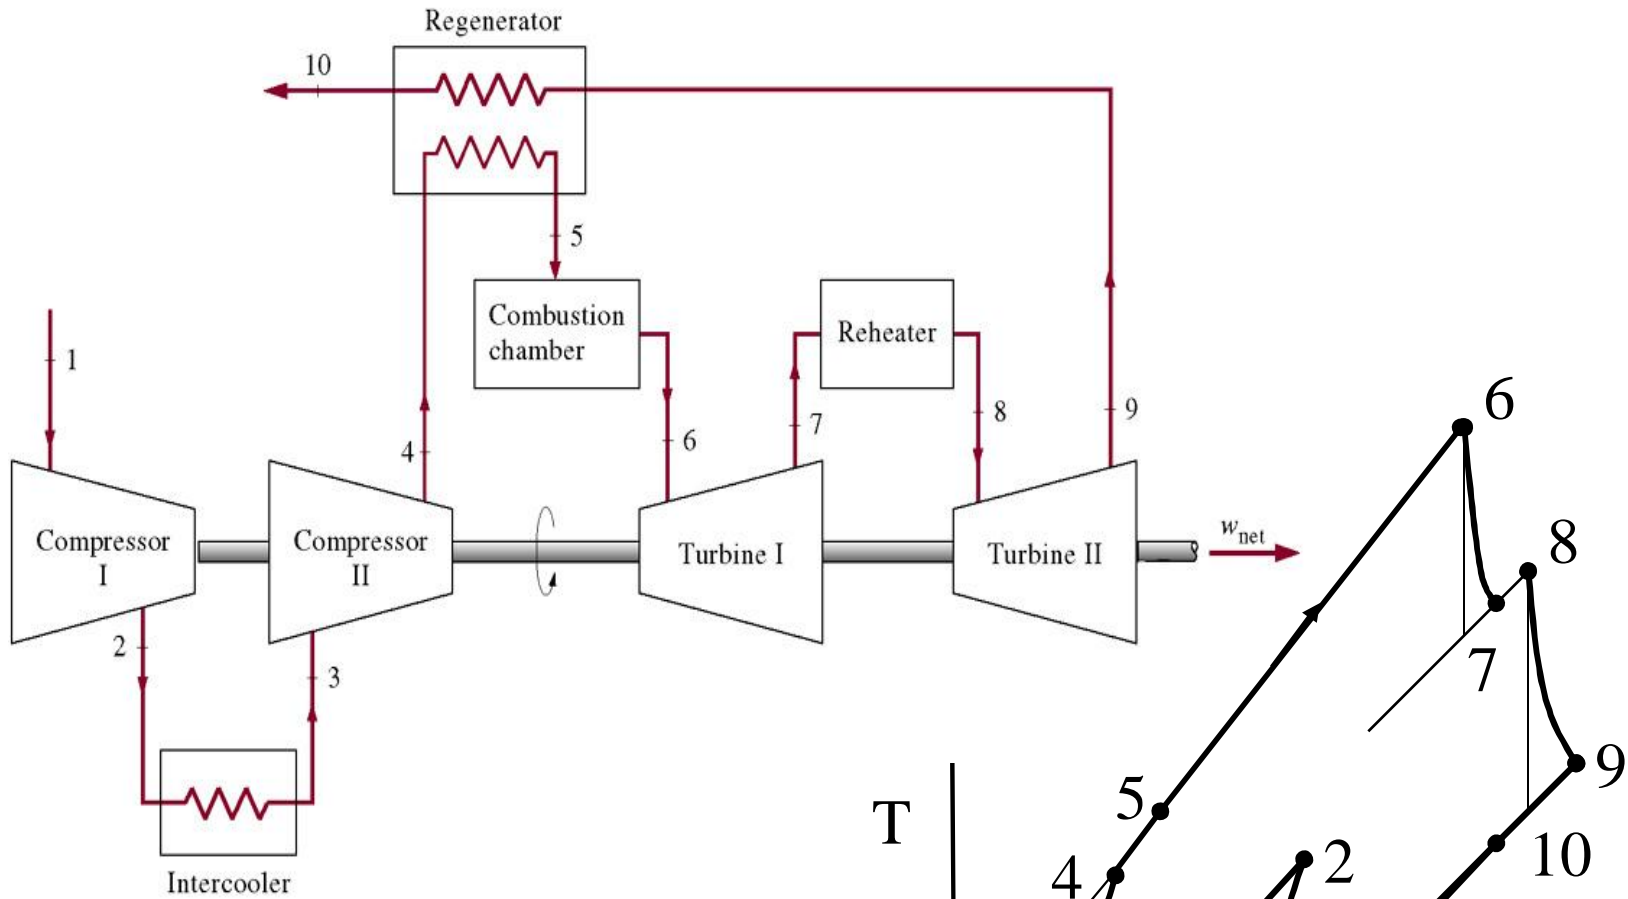 Regenerator
10
5
Combustion
chamber
Reheater
1
4
6
7
8
9
Compressor
I
Compressor
II
Turbine I
Turbine II
wnet
2
3
Intercooler
6
8
7
9
5
T
10
4
2